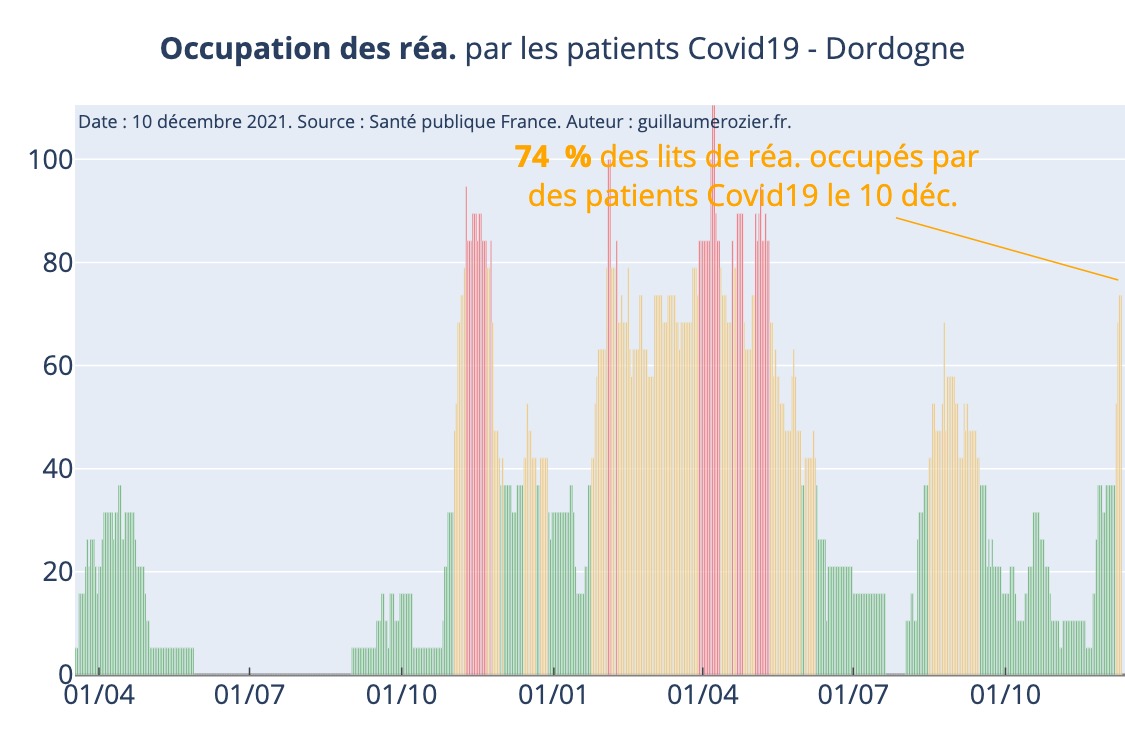 Occupation des réa. par les patients Covid19 - Dordogne
Date : 10 décembre 2021. Source : Santé publique France. Auteur : guillaumerozier.fr.
74 % des lits de réa. occupés par
des patients Covid19 le 10 déc.
100
80
60
40
20
0
01/04 01/07 01/10 01/01 01/04 01/07 01/10